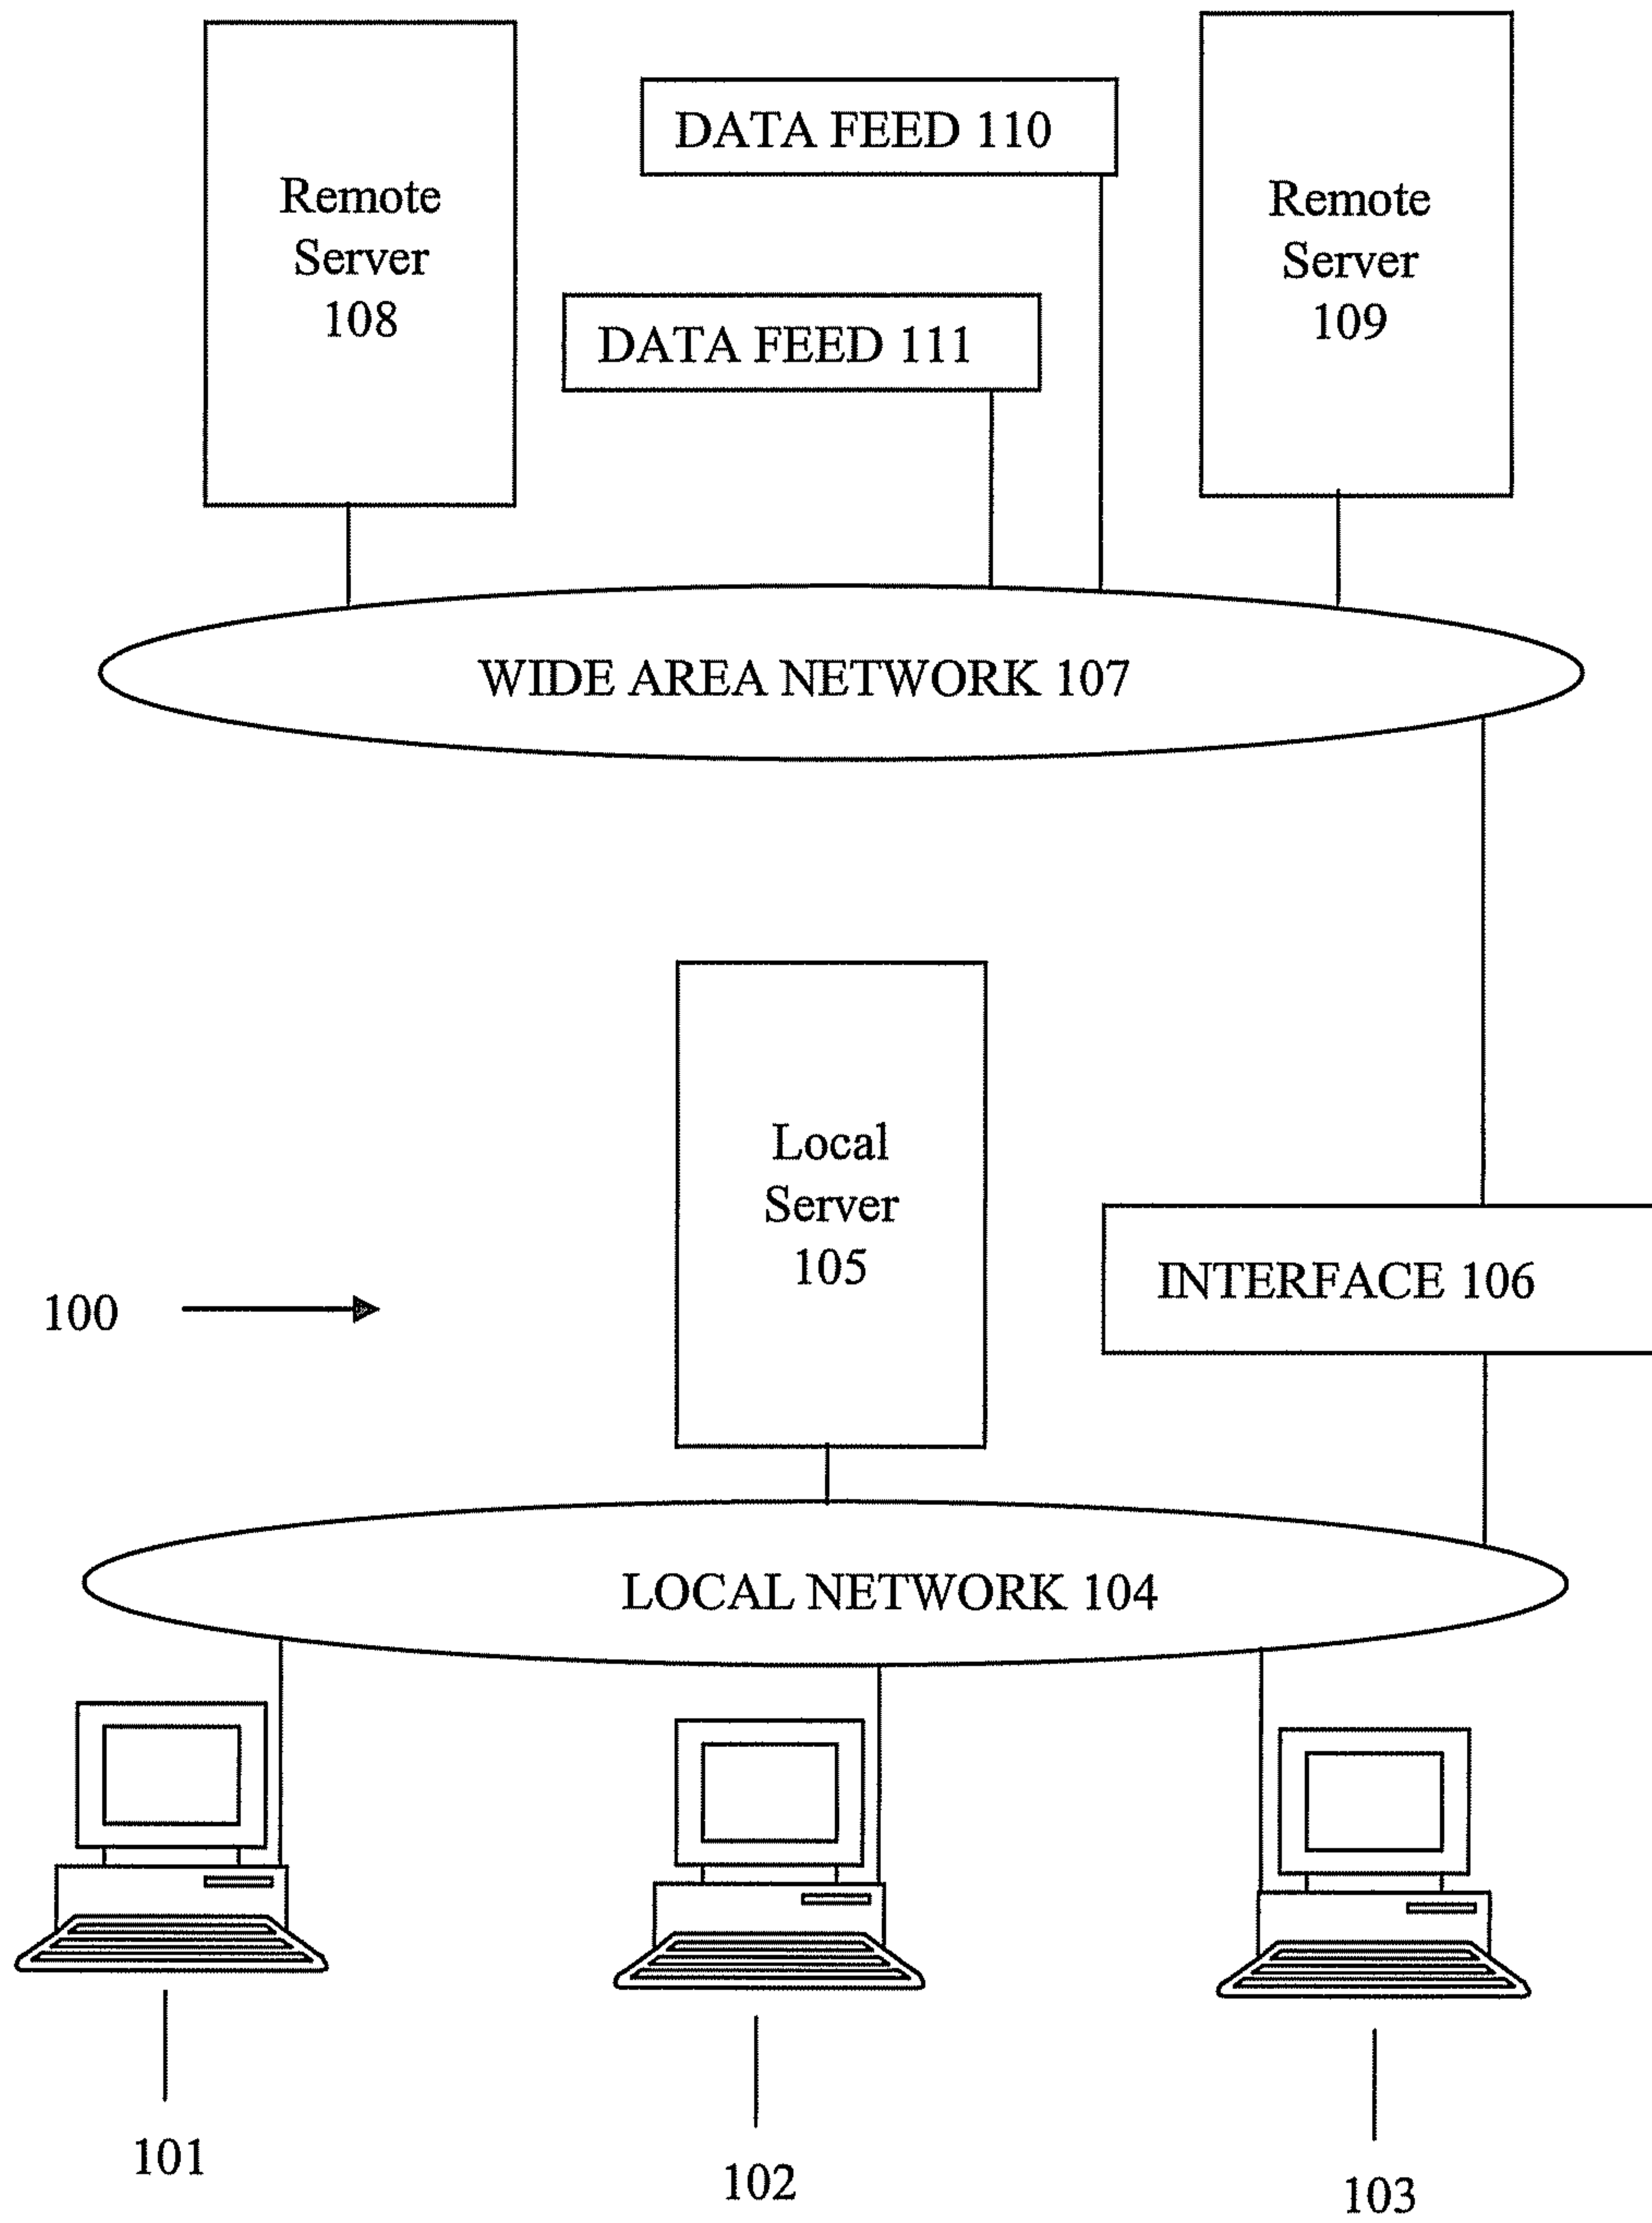 DATA FEED 110
Remote
Server
108
Remote
Server
109
DATA FEED 111
WIDE AREA NETWORK 107
Local
Server
105
INTERFACE 106
100
LOCAL NETWORK 104
101
102
103